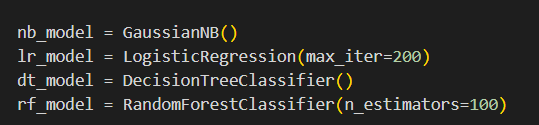 nb_model = GaussianNB()
lr_model = LogisticRegression(max_iter=200)
dt_model = DecisionTreeClassifier()
rf_model = RandomForestClassifier(n_estimators=100)